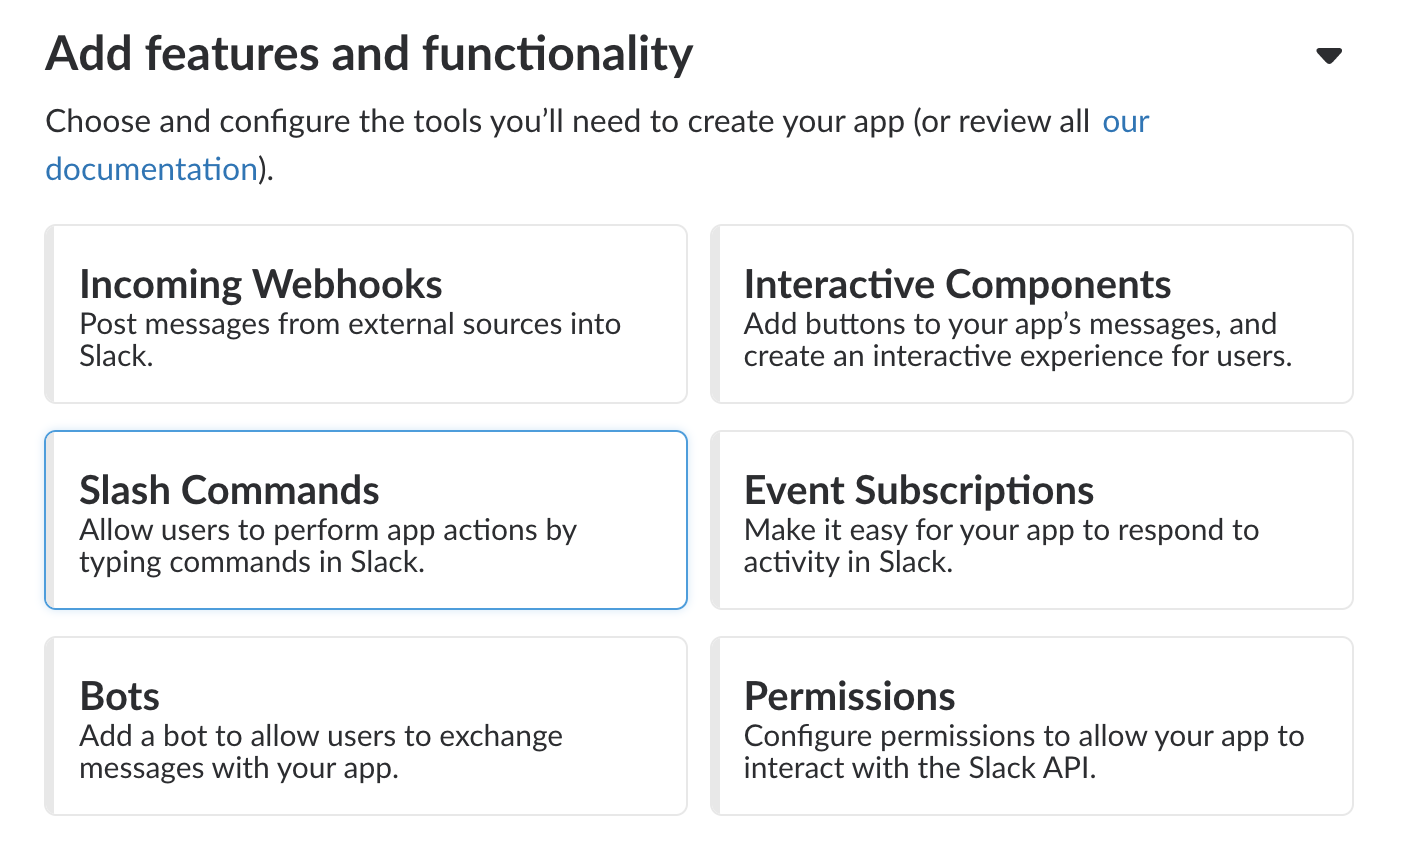 Add features and functionality
Choose and configure the tools you’ll need to create your app (or review all our
documentation).
Incoming Webhooks
Post messages from external sources into
Slack.
Interactive Components
Add buttons to your app’s messages, and
create an interactive experience for users.
Slash Commands
Allow users to perform app actions by
typing commands in Slack.
Event Subscriptions
Make it easy for your app to respond to
activity in Slack.
Bots
Add a bot to allow users to exchange
messages with your app.
Permissions
Configure permissions to allow your app to
interact with the Slack API.